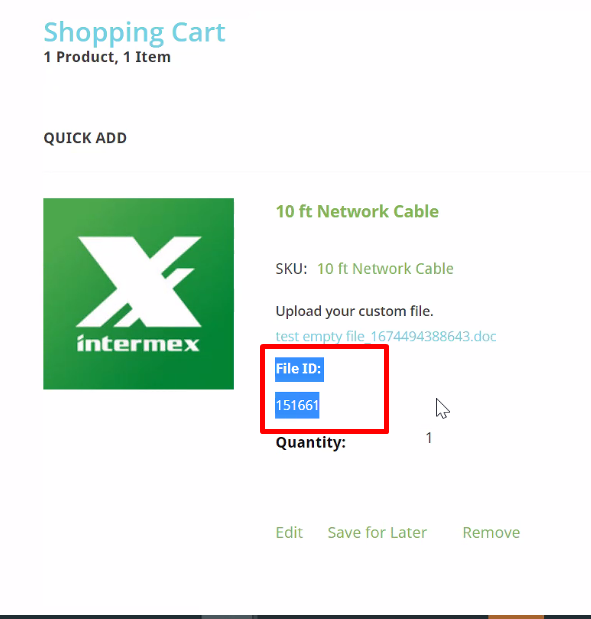 Shopping Cart
1 Product, 1 Item
QUICK ADD
intermex
10 ft Network Cable
SKU: 10 ft Network Cable
Upload your custom file.
test empty file_1674494388643.doc
File ID:
151661
Quantity: 1
Edit Save for Later Remove